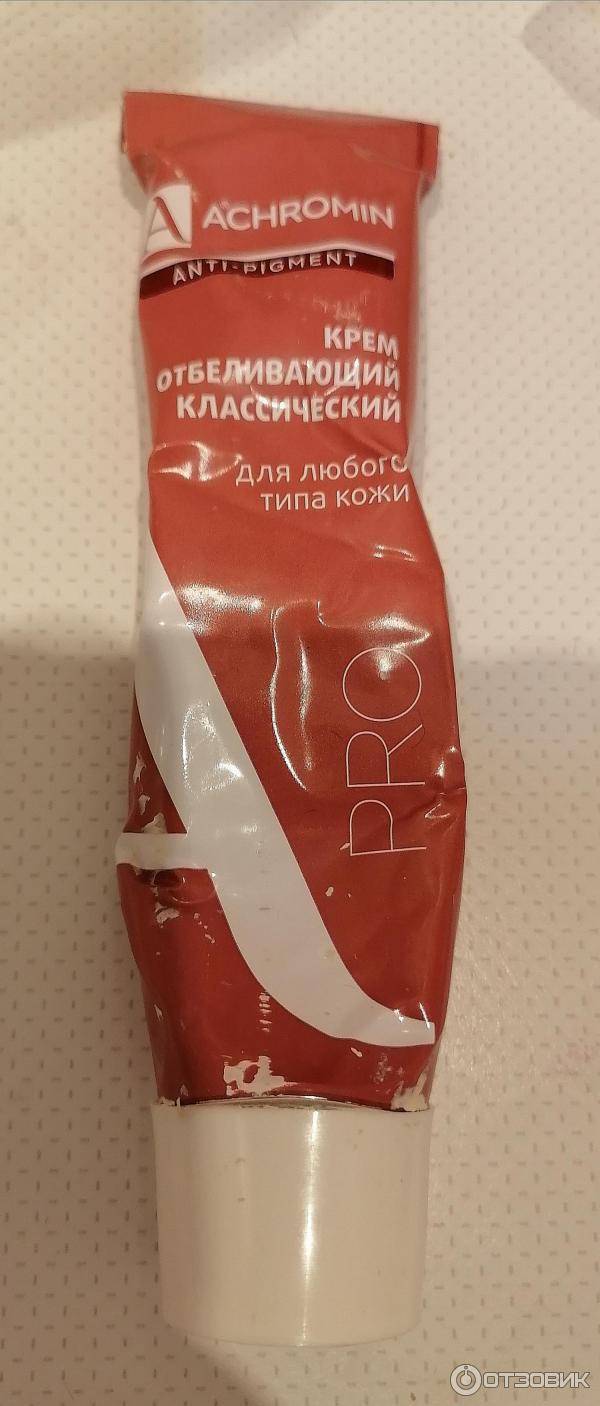 A ACHROMIN
ANTI-PIGMENT
КРЕМ
ОТБЕЛИВАЮЩИЙ
КЛАССИЧЕСКИЙ
для любого
типа кожи
PRO
ОТЗОВИК